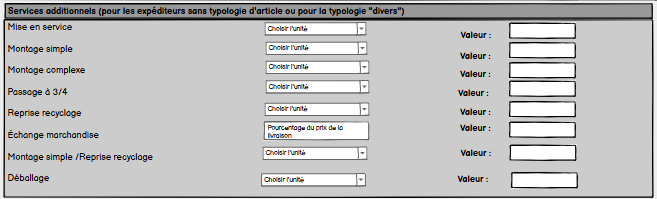 Services additionnels (pour les expéditeurs sans typologie d'article ou pour la typologie "divers")
Mise en service Choisir l'unité Valeur :
Montage simple Choisir l'unité Valeur :
Montage complexe Choisir l'unité Valeur :
Passage à 3/4 Choisir l'unité Valeur :
Reprise recyclage Choisir l'unité Valeur :
Échange marchandise Pourcentage du prix de la livraison Valeur :
Montage simple /Reprise recyclage Choisir l'unité Valeur :
Déballage Choisir l'unité Valeur :